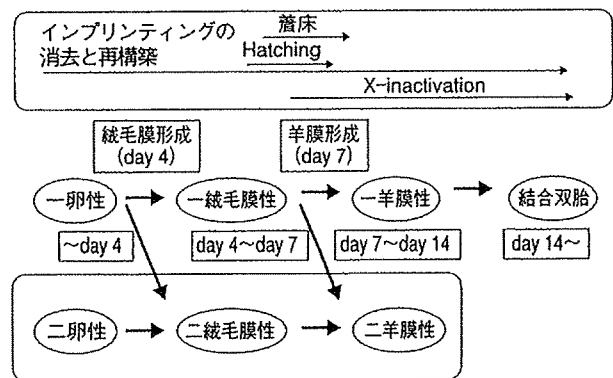 インプリンティングの
消去と再構築
着床
Hatching
X-inactivation
絨毛膜形成
(day 4)
羊膜形成
(day 7)
一卵性
一絨毛膜性
一羊膜性
結合双胎
~day 4
day 4~day 7
day 7~day 14
day 14~
二卵性
二絨毛膜性
二羊膜性